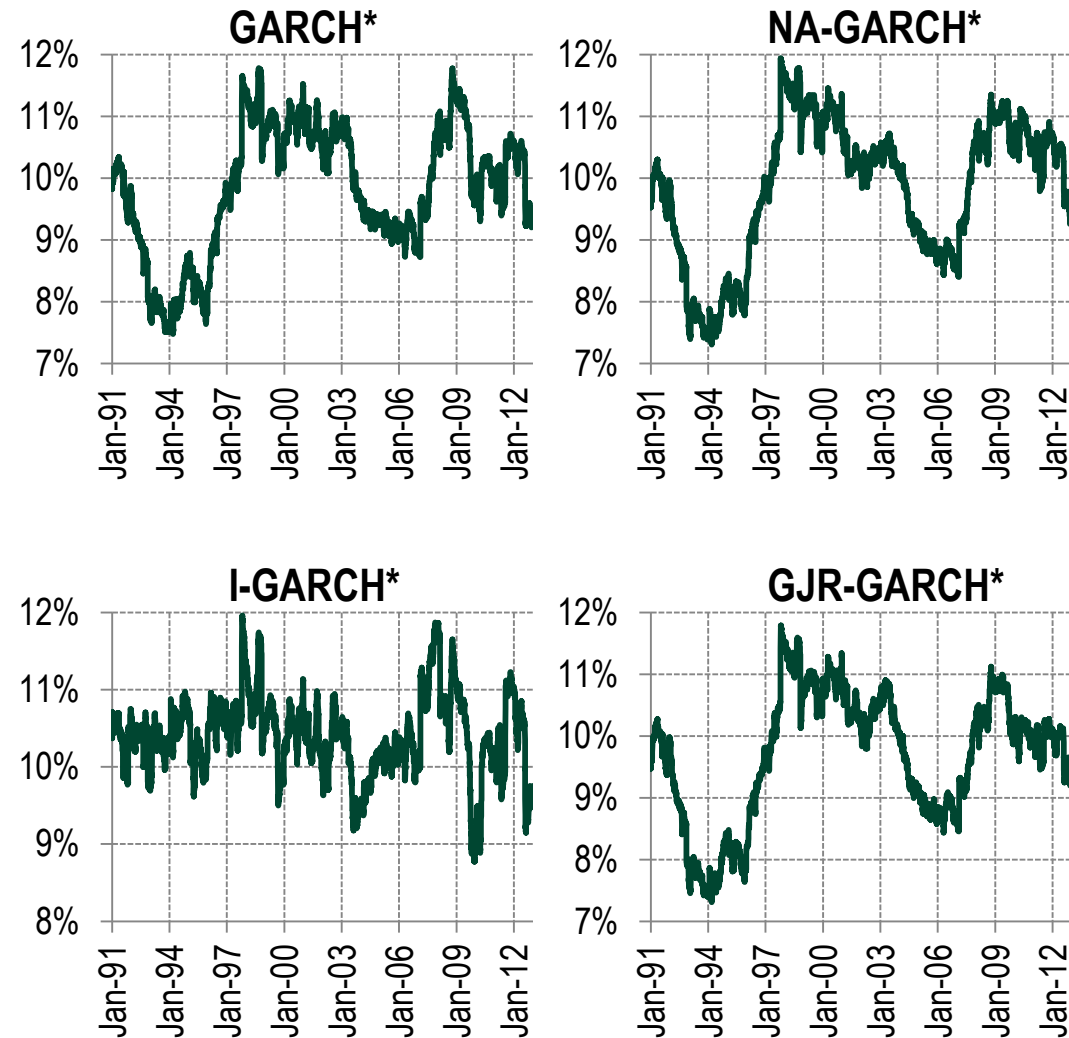 GARCH*
12%
11%
10%
9%
8%
7%
Jan-91
Jan-94
Jan-97
Jan-00
Jan-03
Jan-06
Jan-09
Jan-12
NA-GARCH*
12%
11%
10%
9%
8%
7%
Jan-91
Jan-94
Jan-97
Jan-00
Jan-03
Jan-06
Jan-09
Jan-12
I-GARCH*
12%
11%
10%
9%
8%
Jan-91
Jan-94
Jan-97
Jan-00
Jan-03
Jan-06
Jan-09
Jan-12
GJR-GARCH*
12%
11%
10%
9%
8%
7%
Jan-91
Jan-94
Jan-97
Jan-00
Jan-03
Jan-06
Jan-09
Jan-12